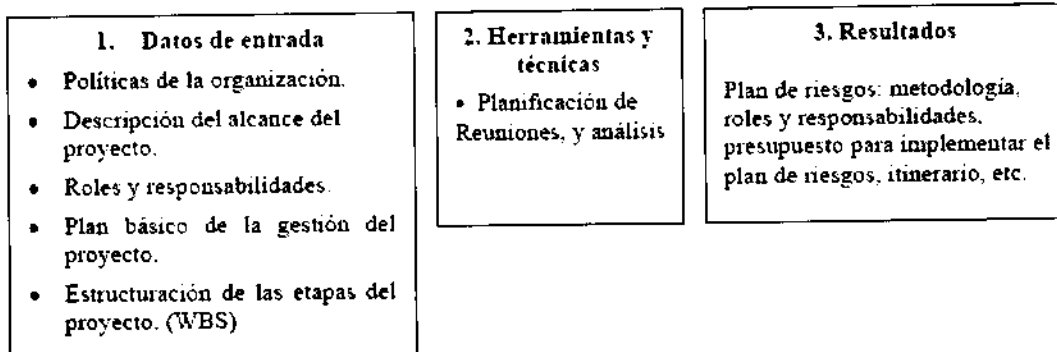 1. Datos de entrada
• Políticas de la organización.
• Descripción del alcance del
proyecto.
• Roles y responsabilidades.
• Plan básico de la gestión del
proyecto.
• Estructuración de las etapas del
proyecto. (WBS)
2. Herramientas y
técnicas
• Planificación de
Reuniones, y análisis
3. Resultados
Plan de riesgos: metodología,
roles y responsabilidades,
presupuesto para implementar el
plan de riesgos, itinerario, etc.